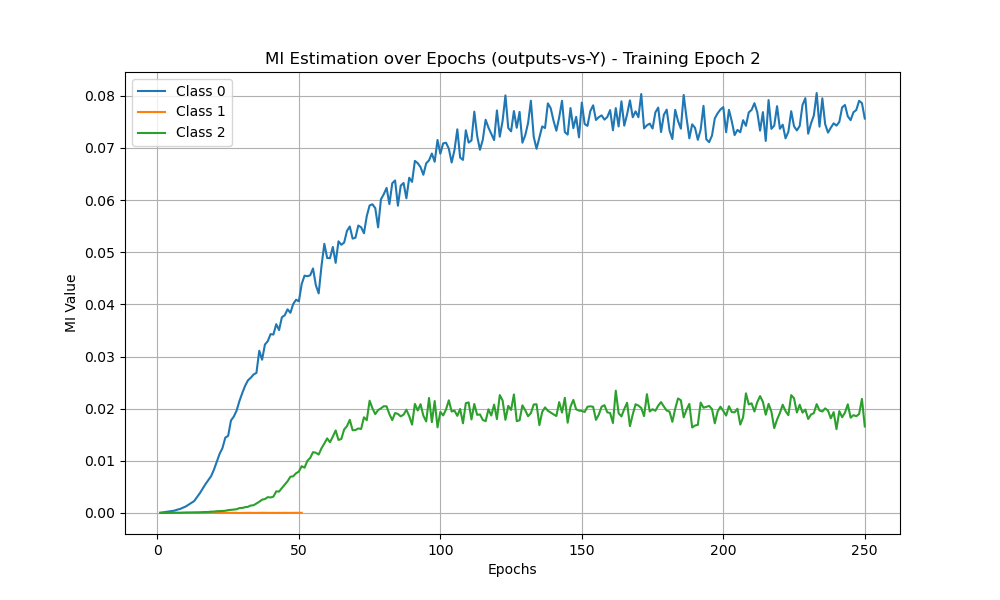 MI Estimation over Epochs (outputs-vs-Y) - Training Epoch 2
Class 0
Class 1
Class 2
MI Value
0.08
0.07
0.06
0.05
0.04
0.03
0.02
0.01
0.00
0
50
100
150
200
250
Epochs